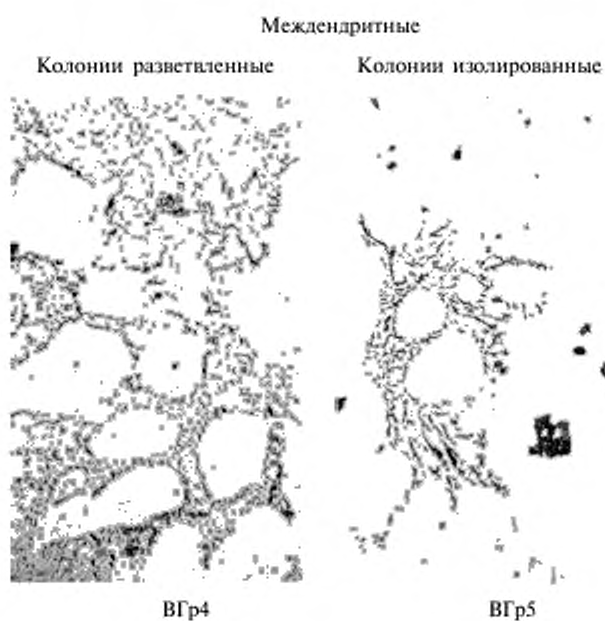 Междендритные
Колонии разветвленные
Колонии изолированные
ВГр4
ВГр5